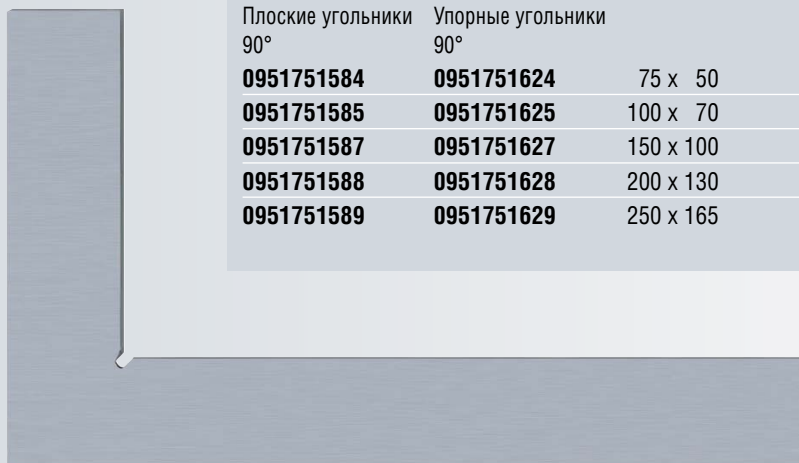 Плоские угольники Упорные угольники
90° 90°
0951751584 0951751624 75 x 50
0951751585 0951751625 100 x 70
0951751587 0951751627 150 x 100
0951751588 0951751628 200 x 130
0951751589 0951751629 250 x 165